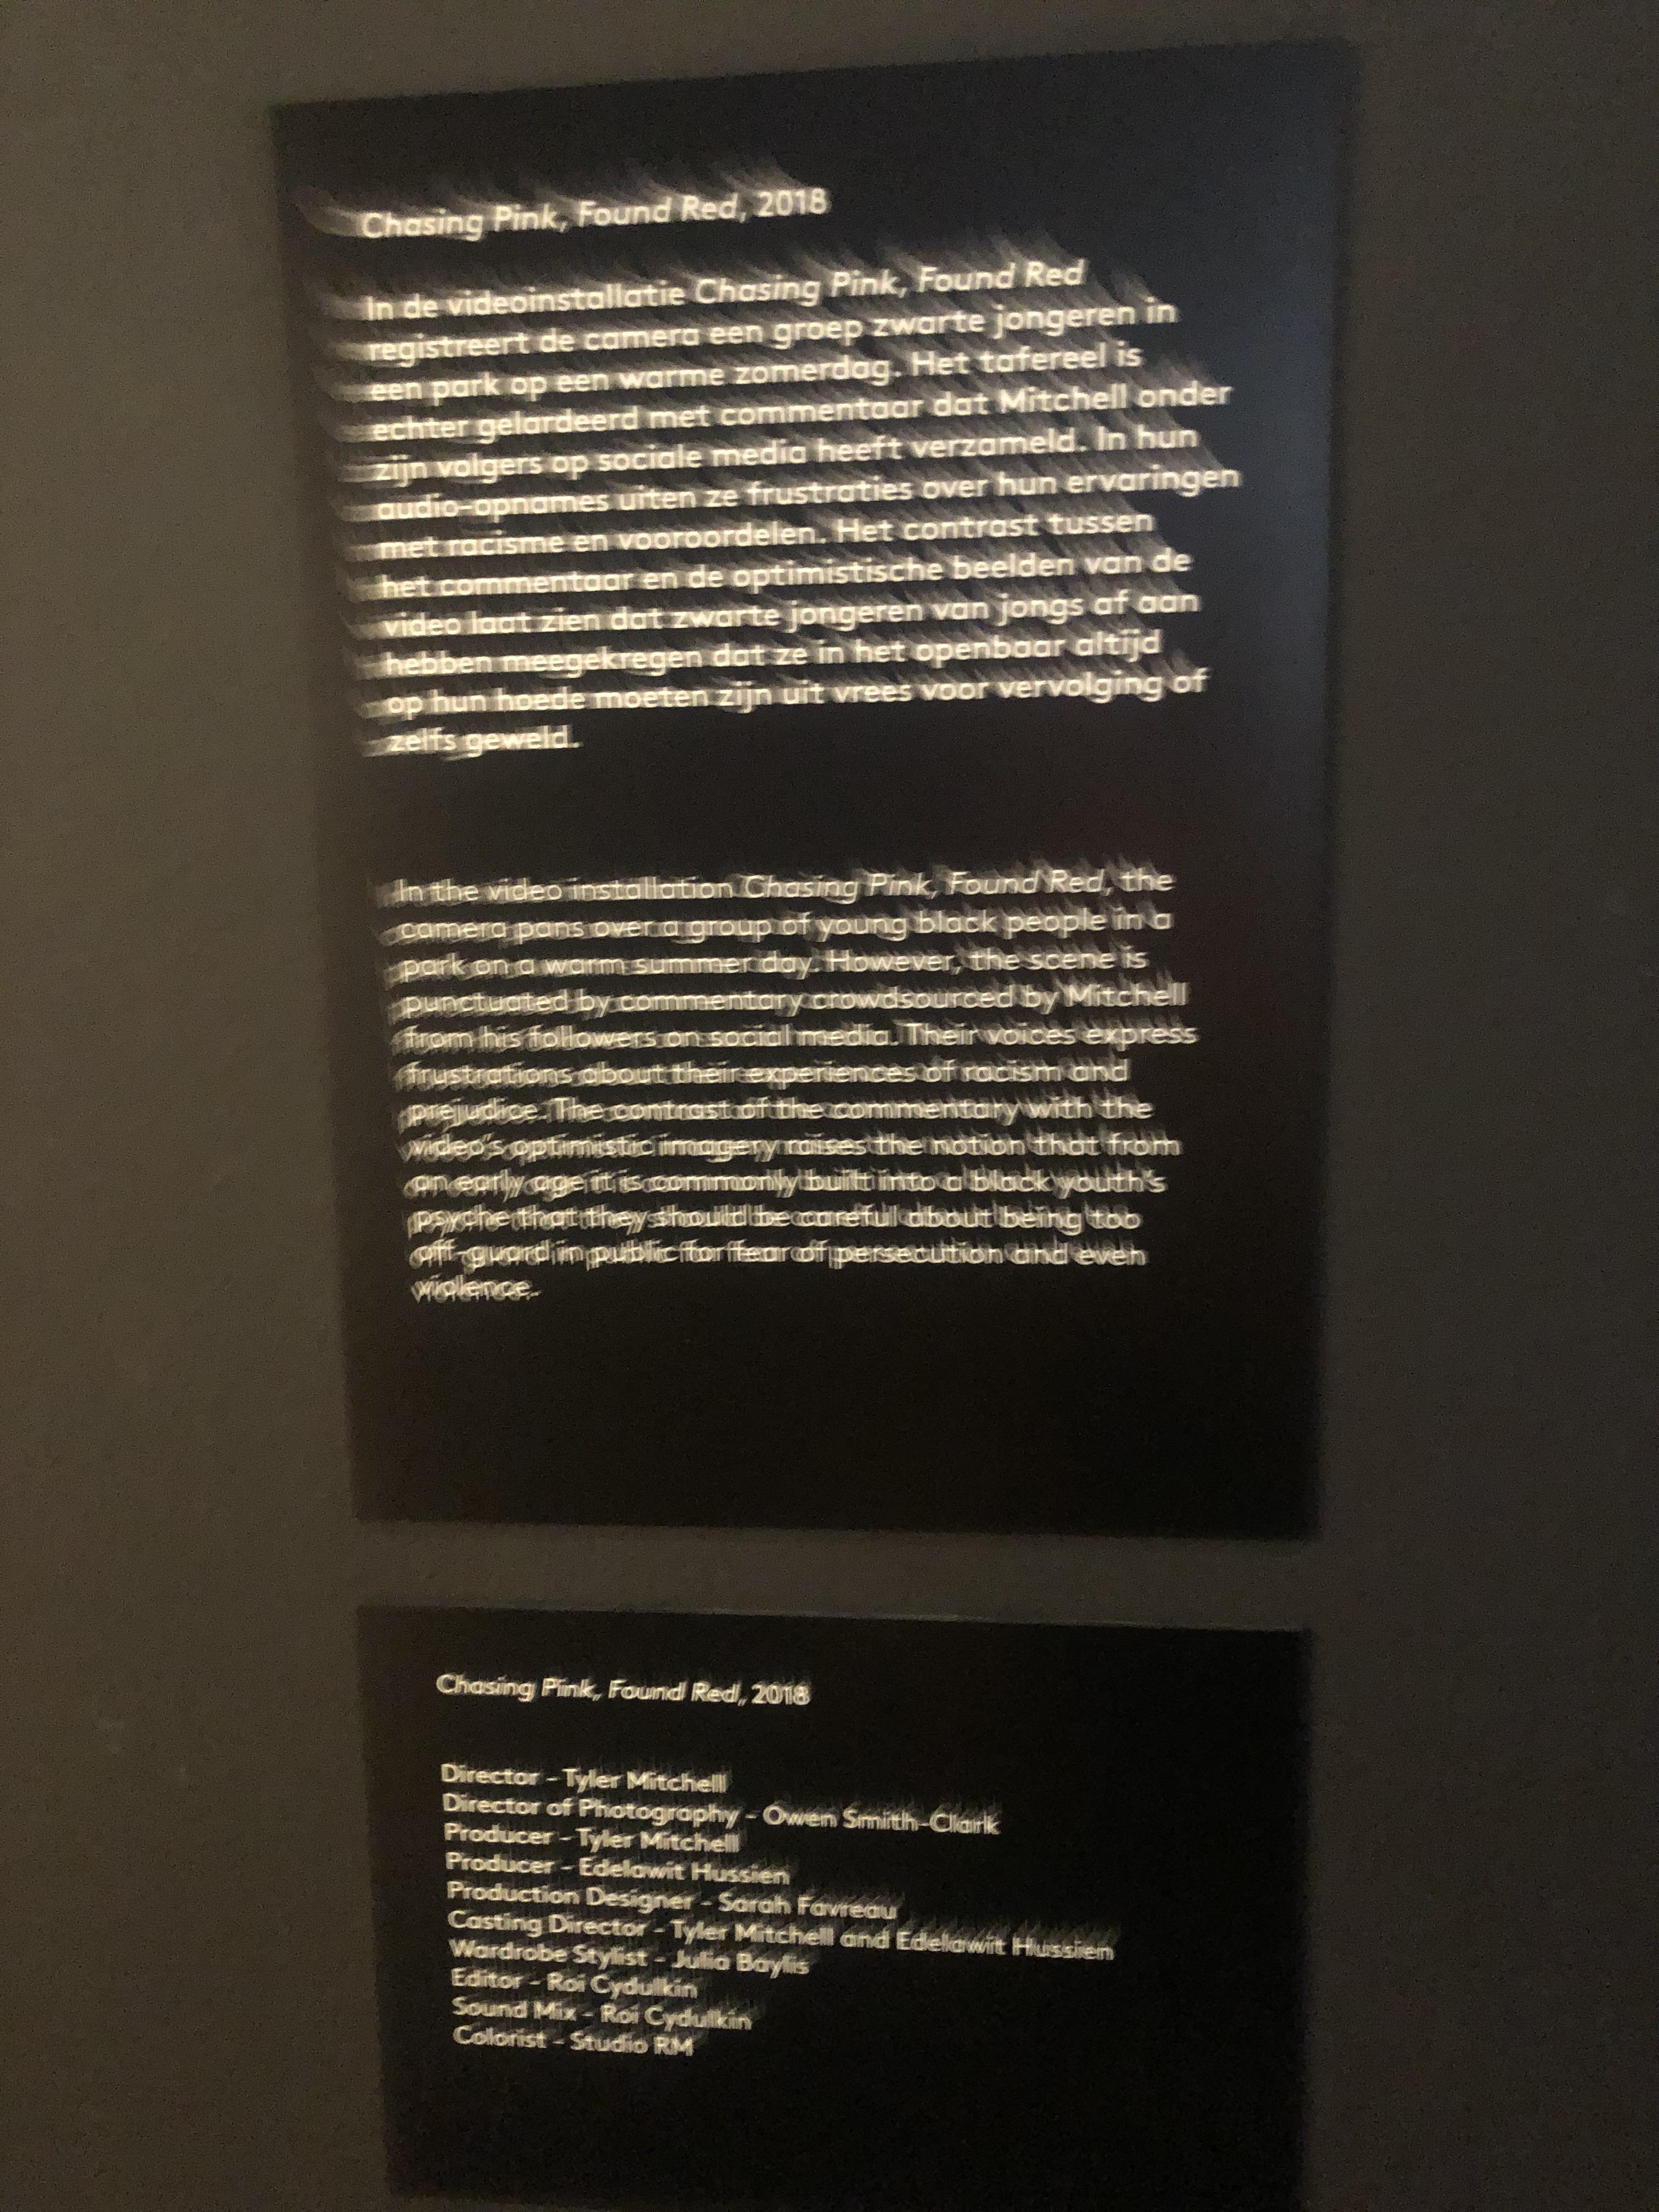 Chasing Pink, Found Red, 2018
In de videoinstallatie Chasing Pink, Found Red
registreert de camera een groep zwarte jongeren in
een park op een warme zomerdag. Het tafereel is
echter gelardeerd met commentaar dat Mitchell onder
zijn volgers op sociale media heeft verzameld. In hun
audio-opnames uiten ze frustraties over hun ervaringen
met racisme en vooroordelen. Het contrast tussen
het commentaar en de optimistische beelden van de
video laat zien dat zwarte jongeren van jongs af aan
hebben meegekregen dat ze in het openbaar altijd
op hun hoede moeten zijn uit vrees voor vervolging of
zelfs geweld.
In the video installation Chasing Pink, Found Red, the
camera pans over a group of young black people in a
park on a warm summer day. However, the scene is
punctuated by commentary crowdsourced by Mitchell
from his followers on social media. Their voices express
frustrations about their experiences of racism and
prejudice. The contrast of the commentary with the
video's optimistic imagery raises the notion that from
an early age it is commonly built into a black youth's
psyche that they should be careful about being too
off-guard in public for fear of persecution and even
violence.
Chasing Pink, Found Red, 2018
Director - Tyler Mitchell
Director of Photography - Owen Smith-Clark
Producer - Tyler Mitchell
Producer - Edelawit Hussien
Production Designer - Sarah Favreau
Casting Director - Tyler Mitchell and Edelawit Hussien
Wardrobe Stylist - Julia Baylis
Editor - Roi Cydulkin
Sound Mix - Roi Cydulkin
Colorist - Studio RM